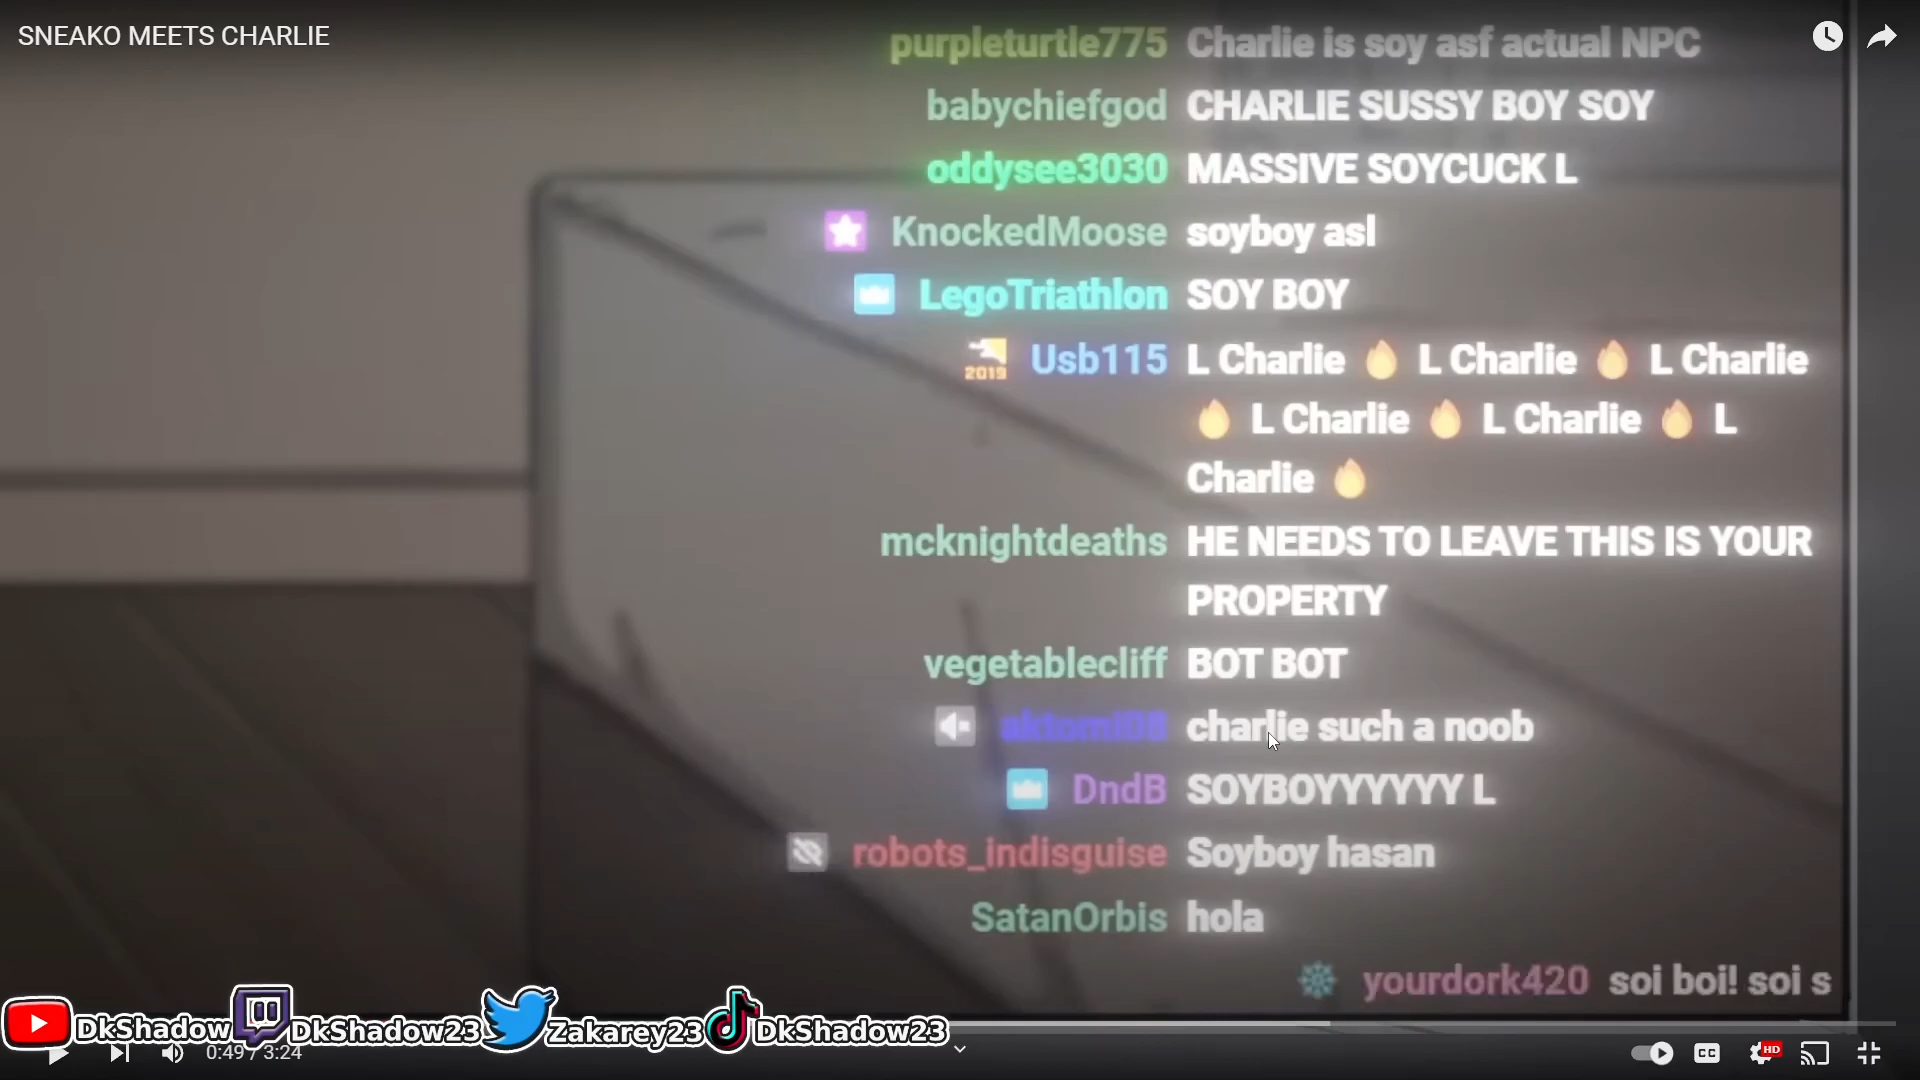 SNEAKO MEETS CHARLIE
purpleturtle775 Charlie is soy asf actual NPC
babychiefgod CHARLIE SUSSY BOY SOY
oddysee3030 MASSIVE SOYCUCK L
KnockedMoose soyboy asl
LegoTriathlon SOY BOY
2019 Usb115 L Charlie 🔥 L Charlie 🔥 L Charlie
🔥 L Charlie 🔥 L Charlie 🔥 L
Charlie 🔥
mcknightdeaths HE NEEDS TO LEAVE THIS IS YOUR
PROPERTY
vegetablecliff BOT BOT
charlie such a noob
DndB SOYBOYYYYYY L
robots_indisguise Soyboy hasan
SatanOrbis hola
yourdork420 soi boi! soi s
DkShadow DkShadow23 Zakarey23 DkShadow23
0:49 / 3:24
CC HD